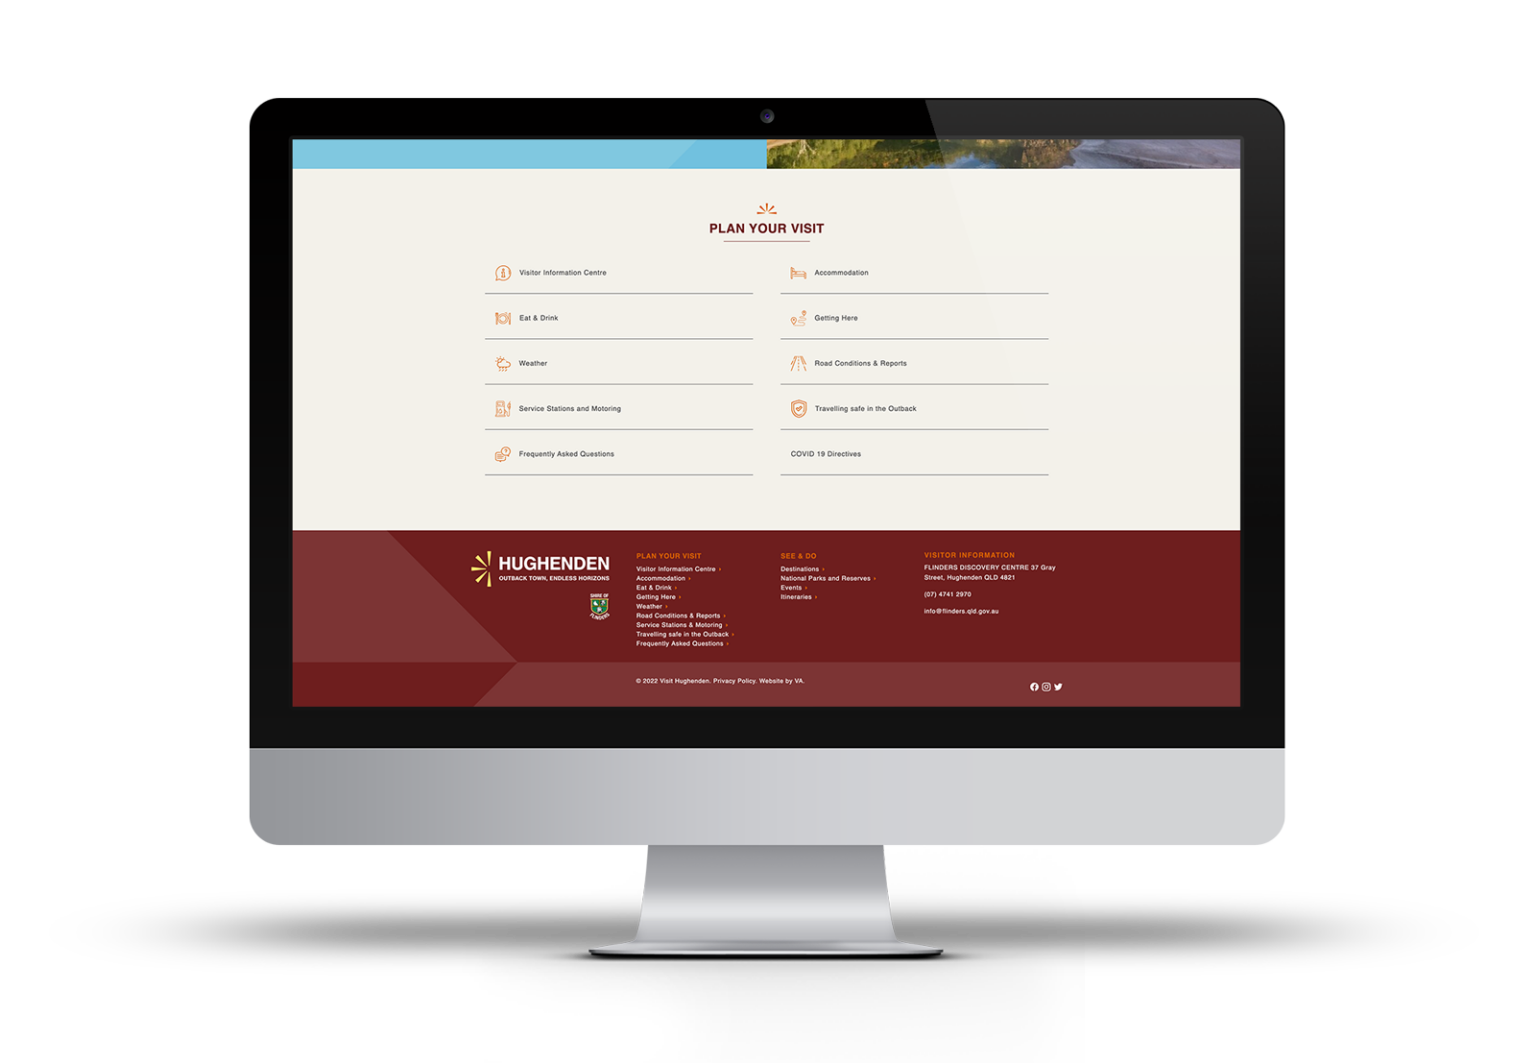 PLAN YOUR VISIT
Visitor Information Centre
Accommodation
Eat & Drink
Getting Here
Weather
Road Conditions & Reports
Service Stations and Motoring
Travelling safe in the Outback
Frequently Asked Questions
COVID 19 Directives
HUGHENDEN
OUTBACK TOWN, ENDLESS HORIZONS
SHIRE OF
FLINDERS
PLAN YOUR VISIT
Visitor Information Centre ›
Accommodation ›
Eat & Drink ›
Getting Here ›
Weather ›
Road Conditions & Reports ›
Service Stations & Motoring ›
Travelling safe in the Outback ›
Frequently Asked Questions ›
SEE & DO
Destinations ›
National Parks and Reserves ›
Events ›
Itineraries ›
VISITOR INFORMATION
FLINDERS DISCOVERY CENTRE 37 Gray
Street, Hughenden QLD 4821
(07) 4741 2970
info@flinders.qld.gov.au
© 2022 Visit Hughenden. Privacy Policy. Website by VA.